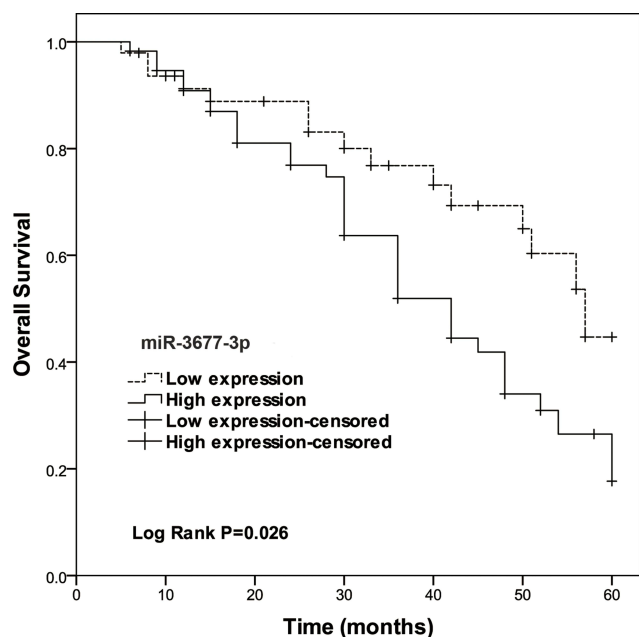 1.0
0.8
0.6
0.4
0.2
0.0
Overall Survival
miR-3677-3p
Low expression
High expression
Low expression-censored
High expression-censored
Log Rank P=0.026
0 10 20 30 40 50 60
Time (months)